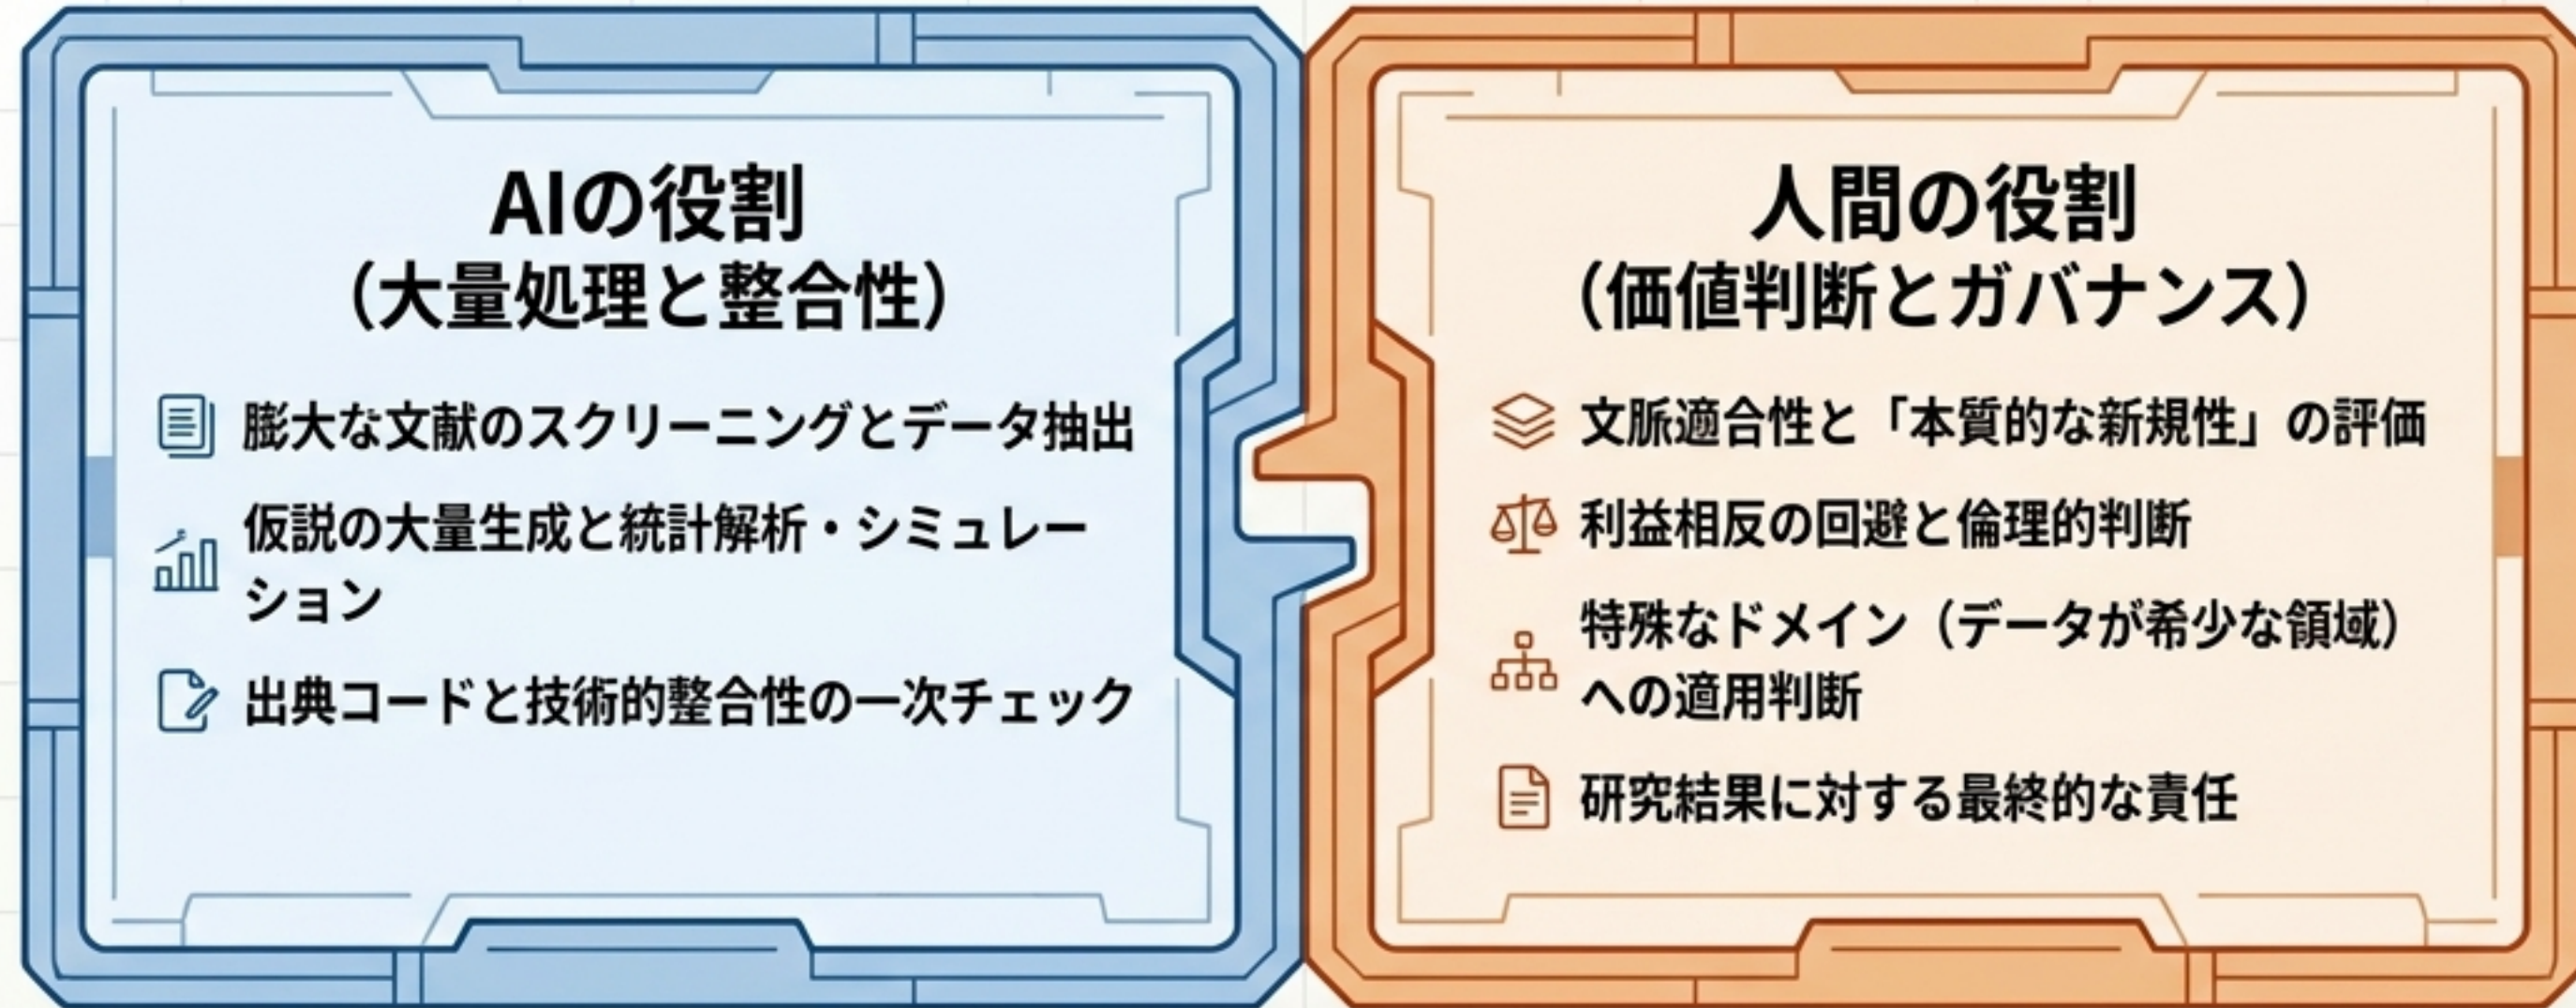 AIの役割
（大量処理と整合性）
膨大な文献のスクリーニングとデータ抽出
仮説の大量生成と統計解析・シミュレー
ション
出典コードと技術的整合性の一次チェック
人間の役割
（価値判断とガバナンス）
文脈適合性と「本質的な新規性」の評価
利益相反の回避と倫理的判断
特殊なドメイン（データが希少な領域）
への適用判断
研究結果に対する最終的な責任